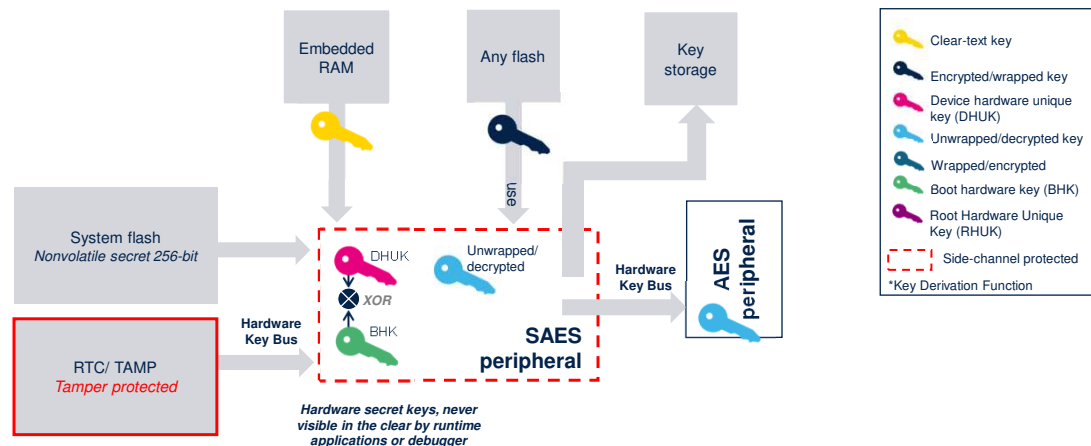 Embedded
RAM
Any flash
Key
storage
use
System flash
Nonvolatile secret 256-bit
RTC/ TAMP
Tamper protected
Hardware
Key Bus
DHUK
XOR
BHK
Unwrapped/
decrypted
SAES
peripheral
Hardware
Key Bus
AES
peripheral
Hardware secret keys, never
visible in the clear by runtime
applications or debugger
Clear-text key
Encrypted/wrapped key
Device hardware unique
key (DHUK)
Unwrapped/decrypted key
Wrapped/encrypted
Boot hardware key (BHK)
Root Hardware Unique
Key (RHUK)
Side-channel protected
*Key Derivation Function